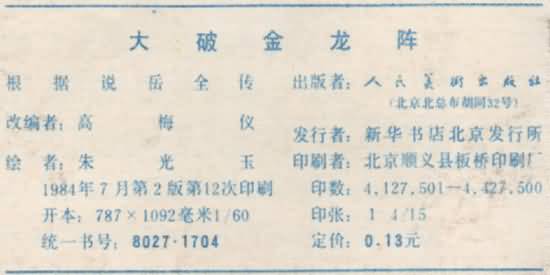 大破金龙阵
根据说岳全传
改编者：高梅仪
绘者：朱光玉
1984年7月第2版第12次印刷
开本：787×1092毫米1/60
统一书号：8027·1704
出版者：人民美术出版社
（北京北总布胡同32号）
发行者：新华书店北京发行所
印刷者：北京顺义县板桥印刷厂
印数：4,127,501—4,427,500
印张：1 4/15
定价：0.13元